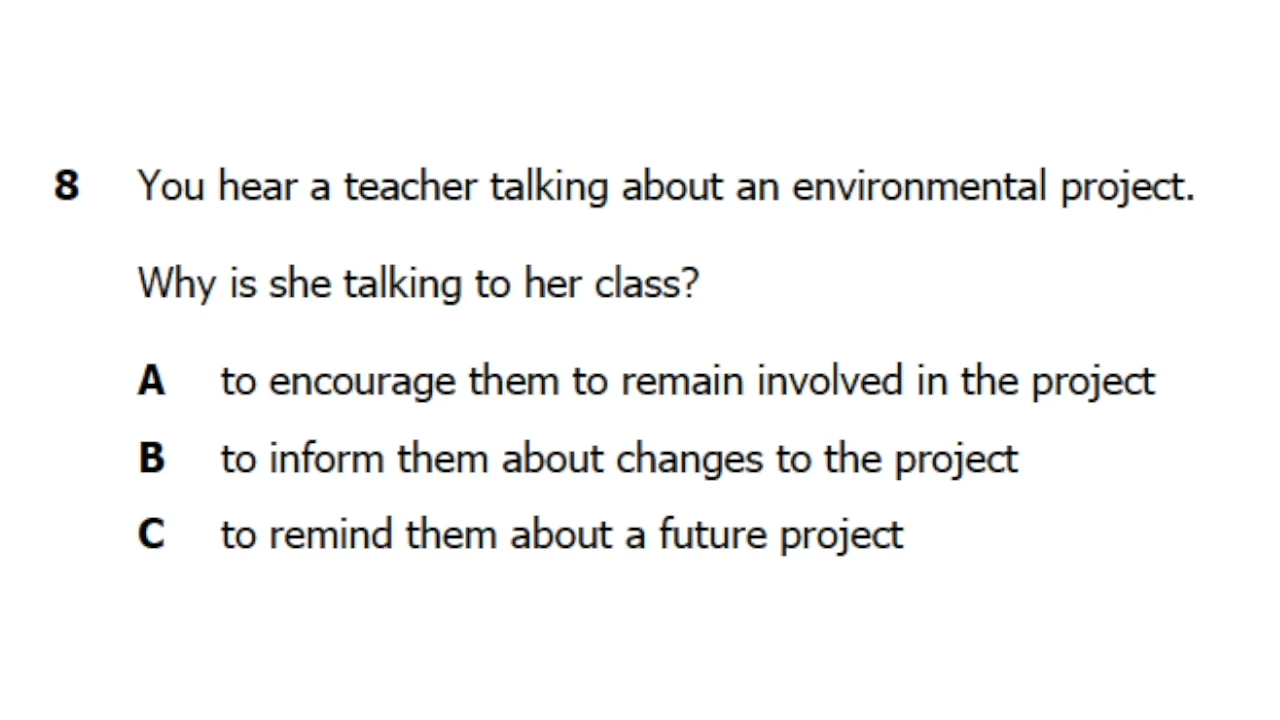 8 You hear a teacher talking about an environmental project.
Why is she talking to her class?
A to encourage them to remain involved in the project
B to inform them about changes to the project
C to remind them about a future project